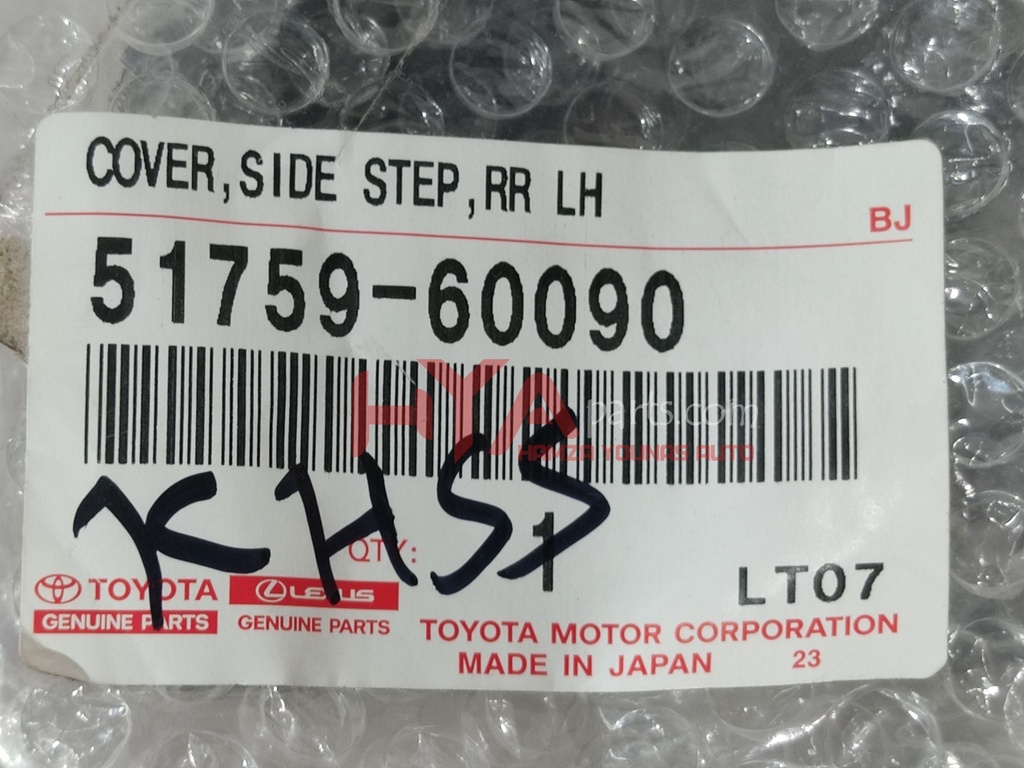 COVER,SIDE STEP,RR LH
BJ
51759-60090
HYA parts.com
HAMZA YOUNAS AUTO
KHSS
QTY: 1
LT07
TOYOTA LEXUS
GENUINE PARTS GENUINE PARTS
TOYOTA MOTOR CORPORATION
MADE IN JAPAN 23